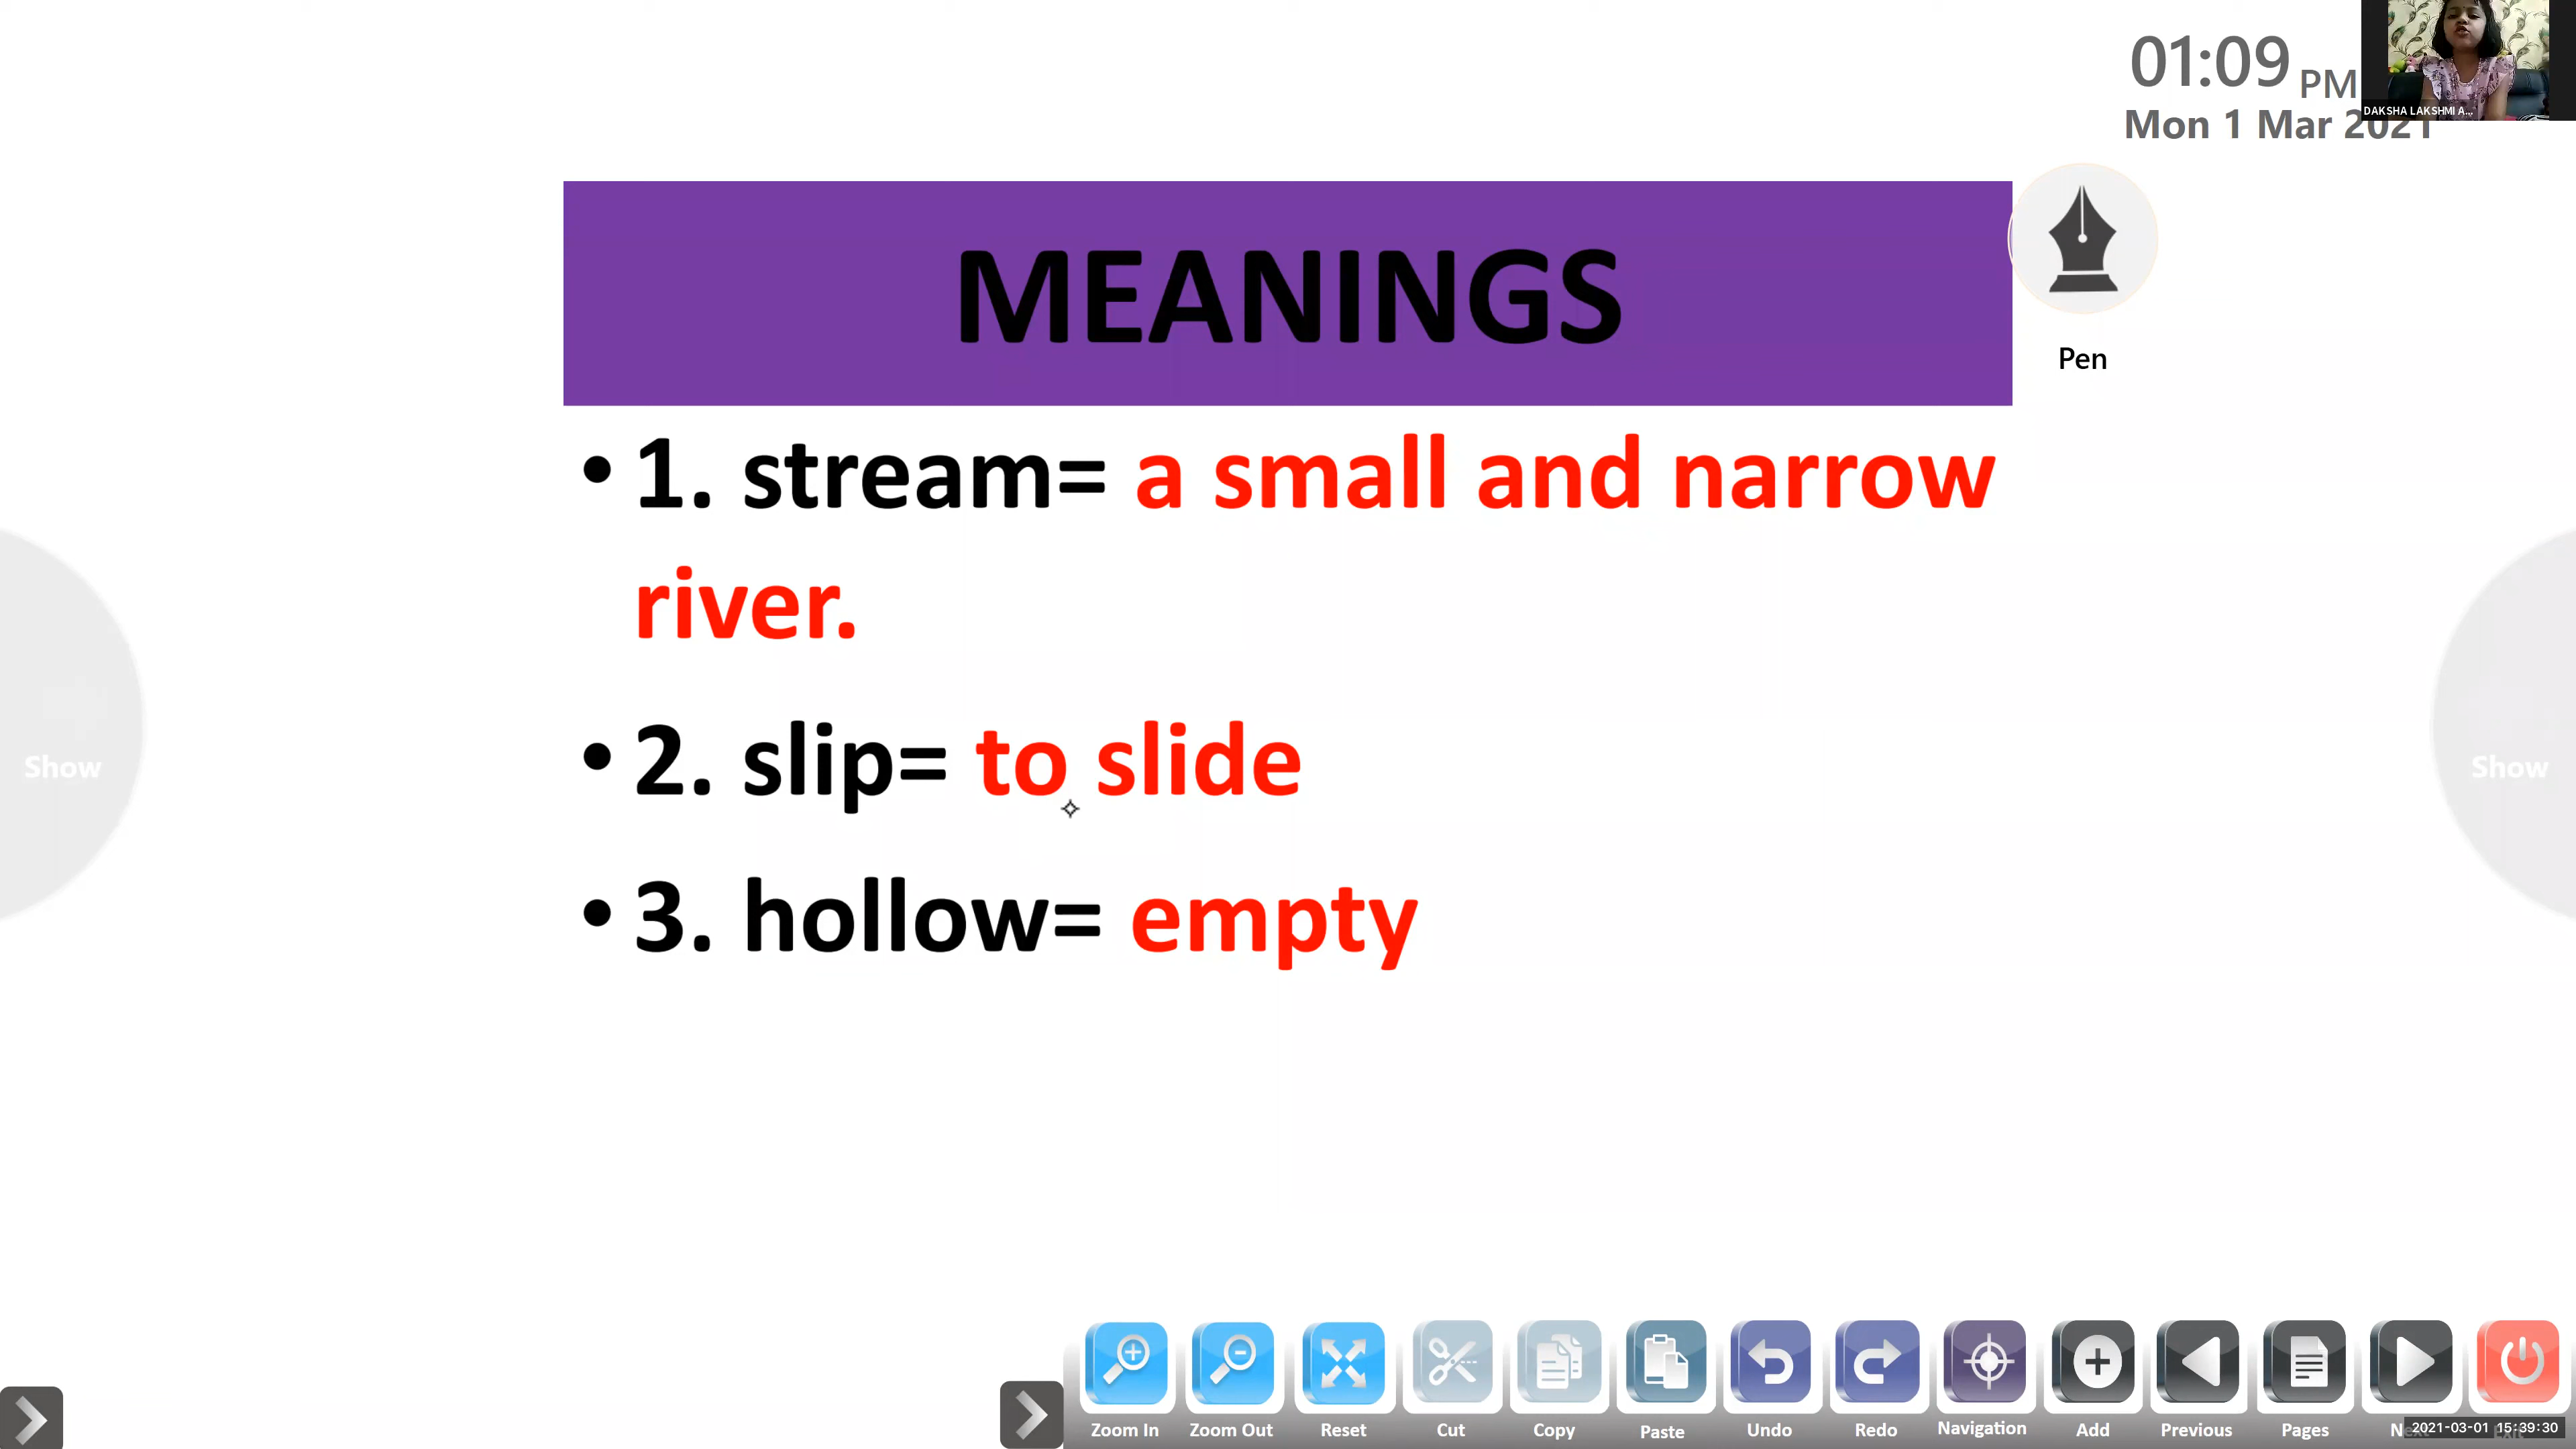 01:09 PM
DAKSHA LAKSHMI A...
Mon 1 Mar 2021
MEANINGS
Pen
• 1. stream= a small and narrow
river.
• 2. slip= to slide
• 3. hollow= empty
Show
Show
Zoom In Zoom Out Reset Cut Copy Paste Undo Redo Navigation Add Previous Pages
2021-03-01 15:39:30